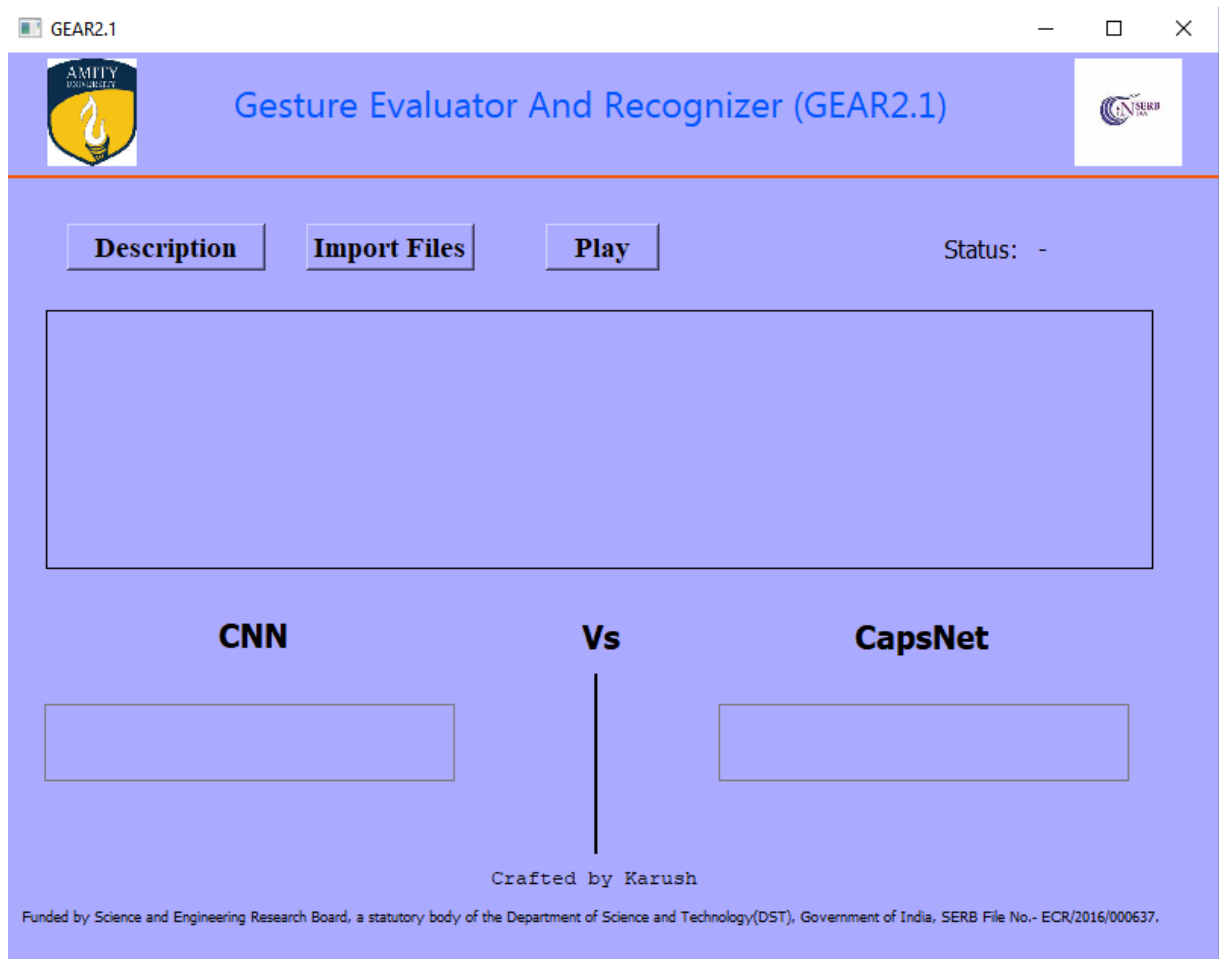 GEAR2.1
AMITY
UNIVERSITY
Gesture Evaluator And Recognizer (GEAR2.1)
SERB
Description Import Files Play Status: -
CNN Vs CapsNet
Crafted by Karush
Funded by Science and Engineering Research Board, a statutory body of the Department of Science and Technology(DST), Government of India, SERB File No.- ECR/2016/000637.